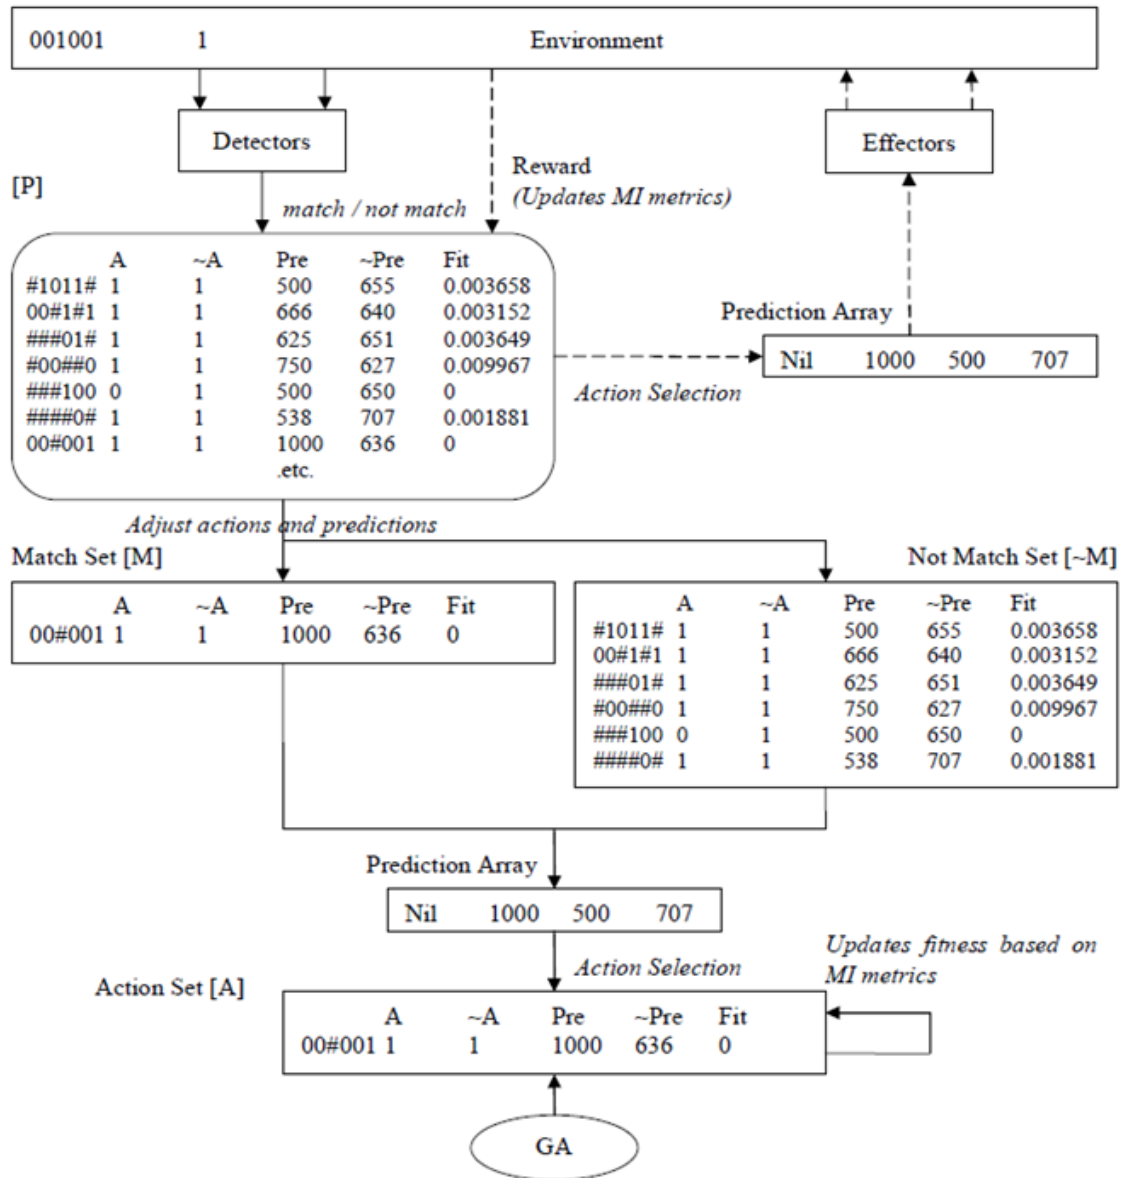 001001 1 Environment
Detectors
Effectors
Reward
(Updates MI metrics)
[P]
match / not match
A ~A Pre ~Pre Fit
#1011# 1 1 500 655 0.003658
00#1#1 1 1 666 640 0.003152
###01# 1 1 625 651 0.003649
#00##0 1 1 750 627 0.009967
###100 0 1 500 650 0
####0# 1 1 538 707 0.001881
00#001 1 1 1000 636 0
.etc.
Prediction Array
Nil 1000 500 707
Action Selection
Adjust actions and predictions
Match Set [M]
A ~A Pre ~Pre Fit
00#001 1 1 1000 636 0
Not Match Set [~M]
A ~A Pre ~Pre Fit
#1011# 1 1 500 655 0.003658
00#1#1 1 1 666 640 0.003152
###01# 1 1 625 651 0.003649
#00##0 1 1 750 627 0.009967
###100 0 1 500 650 0
####0# 1 1 538 707 0.001881
Prediction Array
Nil 1000 500 707
Action Selection
Updates fitness based on
MI metrics
Action Set [A]
A ~A Pre ~Pre Fit
00#001 1 1 1000 636 0
GA